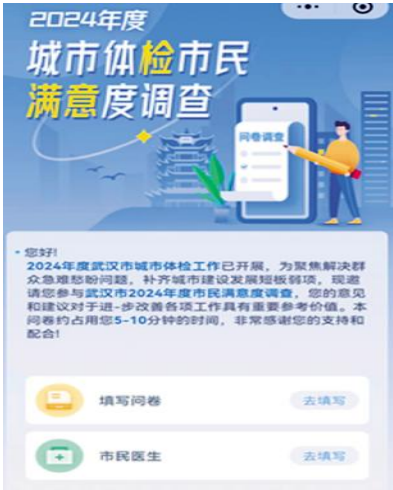 2024年度
城市体检市民
满意度调查
问卷调查
您好!
2024年度武汉市城市体检工作已开展，为聚焦解决群
众急难愁盼问题，补齐城市建设发展短板弱项，现邀
请您参与武汉市2024年度市民满意度调查，您的意见
和建议对于进-步改善各项工作具有重要参考价值。本
问卷约占用您5-10分钟的时间，非常感谢您的支持和
配合!
填写问卷 去填写
市民医生 去填写